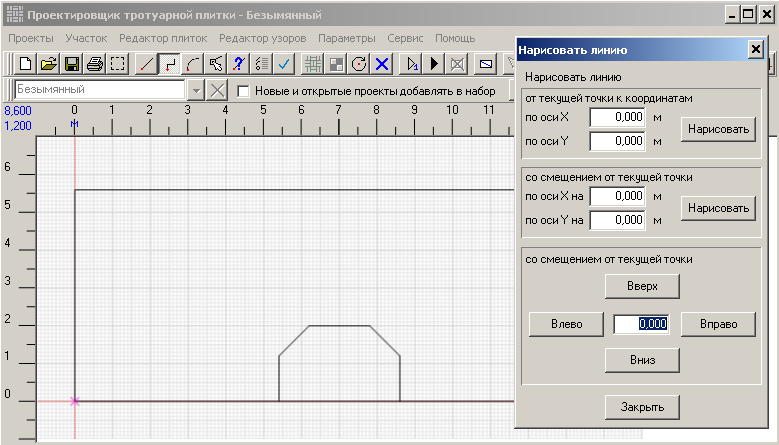 Проектировщик тротуарной плитки - Безымянный
Проекты Участок Редактор плиток Редактор узоров Параметры Сервис Помощь
Безымянный Новые и открытые проекты добавлять в набор
8,600
1,200
0 1 2 3 4 5 6 7 8 9 10 11
м
6
5
4
3
2
1
0
Нарисовать линию
Нарисовать линию
от текущей точки к координатам
по оси X 0,000 м
по оси Y 0,000 м
Нарисовать
со смещением от текущей точки
по оси X на 0,000 м
по оси Y на 0,000 м
Нарисовать
со смещением от текущей точки
Вверх
Влево 0,000 Вправо
Вниз
Закрыть